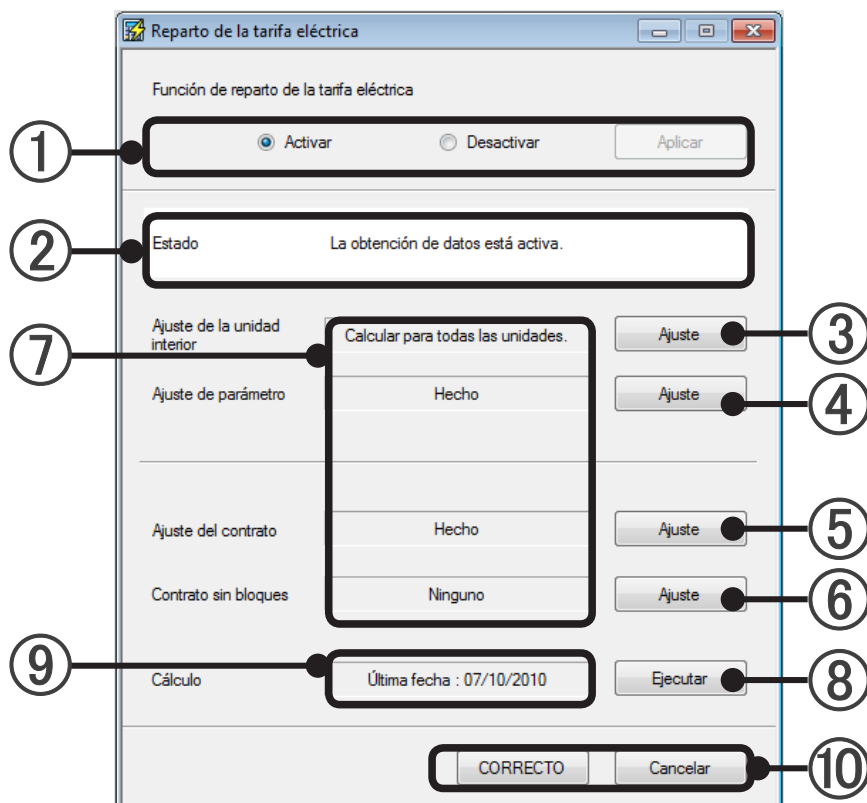 Reparto de la tarifa eléctrica
Función de reparto de la tarifa eléctrica
① Activar Desactivar Aplicar
② Estado La obtención de datos está activa.
Ajuste de la unidad
interior
Calcular para todas las unidades. Ajuste ③
⑦
Ajuste de parámetro Hecho Ajuste ④
Ajuste del contrato Hecho Ajuste ⑤
Contrato sin bloques Ninguno Ajuste ⑥
⑨ Cálculo Última fecha : 07/10/2010 Ejecutar ⑧
CORRECTO Cancelar ⑩